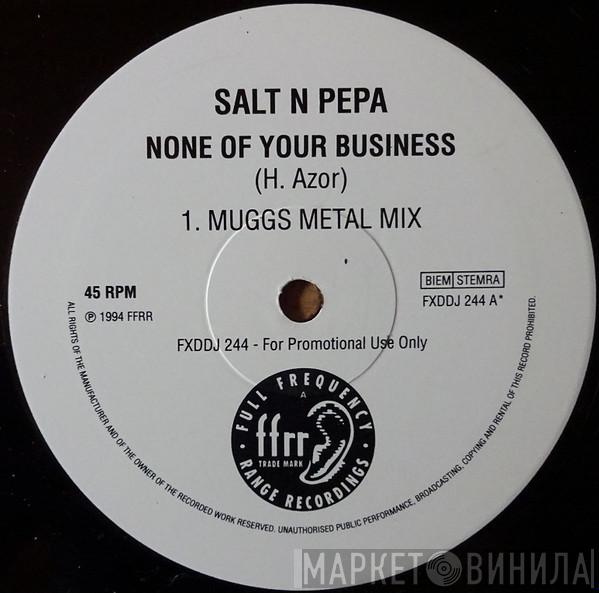 SALT N PEPA
NONE OF YOUR BUSINESS
(H. Azor)
1. MUGGS METAL MIX
45 RPM
℗ 1994 FFRR
BIEM STEMRA
FXDDJ 244 A*
FXDDJ 244 - For Promotional Use Only
FULL FREQUENCY
A
ffrr
TRADE MARK
RANGE RECORDINGS
ALL RIGHTS OF THE MANUFACTURER AND OF THE OWNER OF THE RECORDED WORK RESERVED. UNAUTHORISED PUBLIC PERFORMANCE, BROADCASTING, COPYING AND RENTAL OF THIS RECORD PROHIBITED.
МАРКЕТ ВИНИЛА